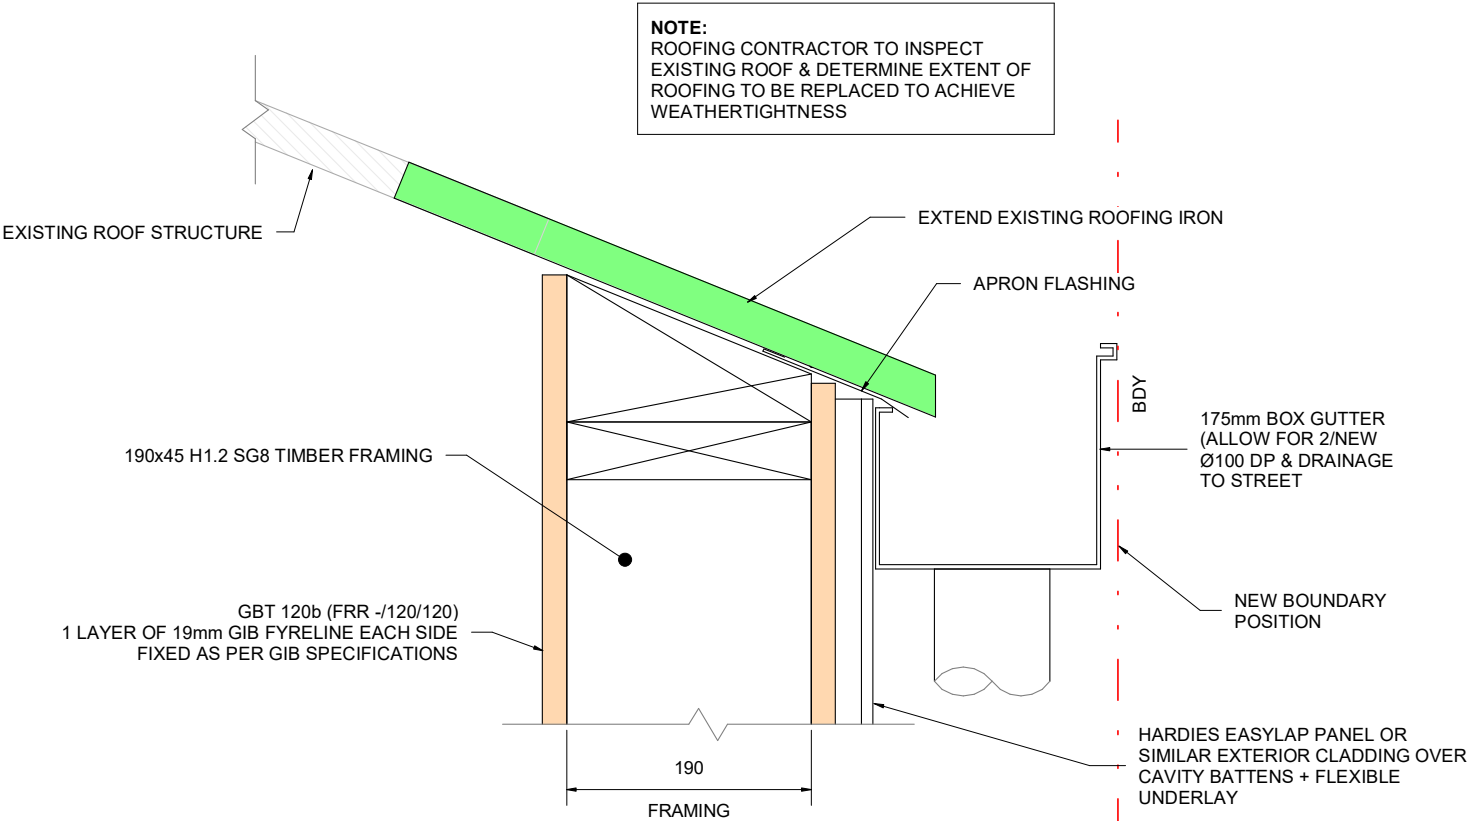 NOTE:
ROOFING CONTRACTOR TO INSPECT
EXISTING ROOF & DETERMINE EXTENT OF
ROOFING TO BE REPLACED TO ACHIEVE
WEATHERTIGHTNESS
EXISTING ROOF STRUCTURE
EXTEND EXISTING ROOFING IRON
APRON FLASHING
BDY
175mm BOX GUTTER
(ALLOW FOR 2/NEW
Ø100 DP & DRAINAGE
TO STREET
190x45 H1.2 SG8 TIMBER FRAMING
GBT 120b (FRR -/120/120)
1 LAYER OF 19mm GIB FYRELINE EACH SIDE
FIXED AS PER GIB SPECIFICATIONS
NEW BOUNDARY
POSITION
HARDIES EASYLAP PANEL OR
SIMILAR EXTERIOR CLADDING OVER
CAVITY BATTENS + FLEXIBLE
UNDERLAY
190
FRAMING